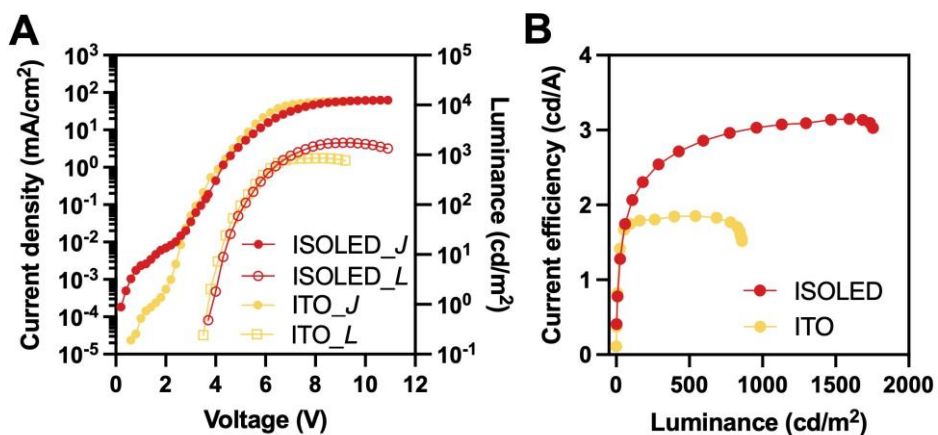 A
B
Current density (mA/cm²)
10³
10²
10¹
10⁰
10⁻¹
10⁻²
10⁻³
10⁻⁴
10⁻⁵
0 2 4 6 8 10 12
Voltage (V)
10⁵
10⁴
10³
10²
10¹
10⁰
10⁻¹
Luminance (cd/m²)
ISOLED_J
ISOLED_L
ITO_J
ITO_L
Current efficiency (cd/A)
4
3
2
1
0
0 500 1000 1500 2000
Luminance (cd/m²)
ISOLED
ITO